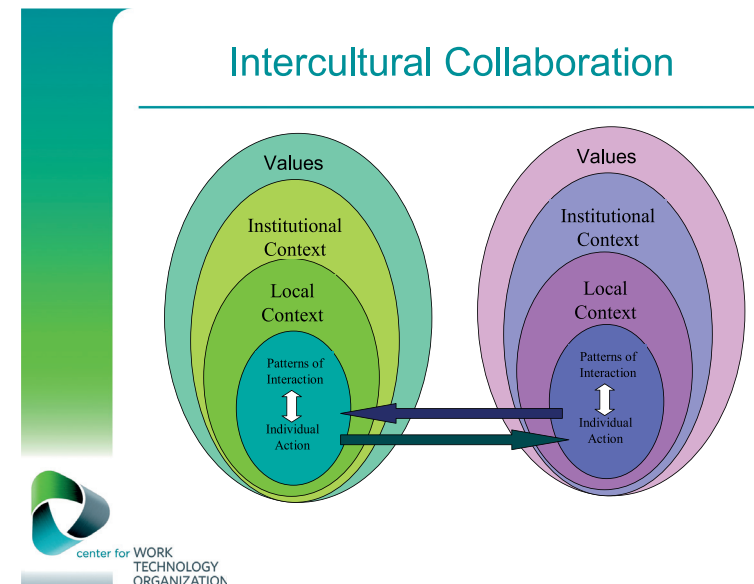 Intercultural Collaboration
Values
Institutional
Context
Local
Context
Patterns of
Interaction
Individual
Action
Values
Institutional
Context
Local
Context
Patterns of
Interaction
Individual
Action
center for WORK
TECHNOLOGY
ORGANIZATION